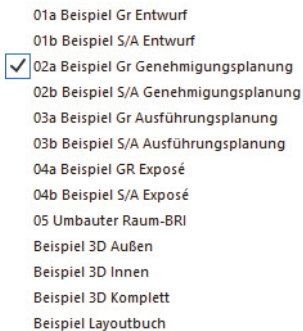 01a Beispiel Gr Entwurf
01b Beispiel S/A Entwurf
02a Beispiel Gr Genehmigungsplanung
02b Beispiel S/A Genehmigungsplanung
03a Beispiel Gr Ausführungsplanung
03b Beispiel S/A Ausführungsplanung
04a Beispiel GR Exposé
04b Beispiel S/A Exposé
05 Umbauter Raum-BRI
Beispiel 3D Außen
Beispiel 3D Innen
Beispiel 3D Komplett
Beispiel Layoutbuch